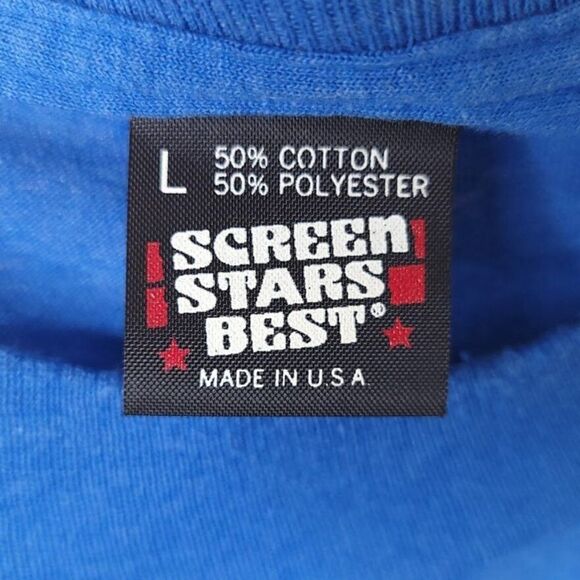 L 50% COTTON
50% POLYESTER
SCREEN
STARS
BEST®
MADE IN U.S.A